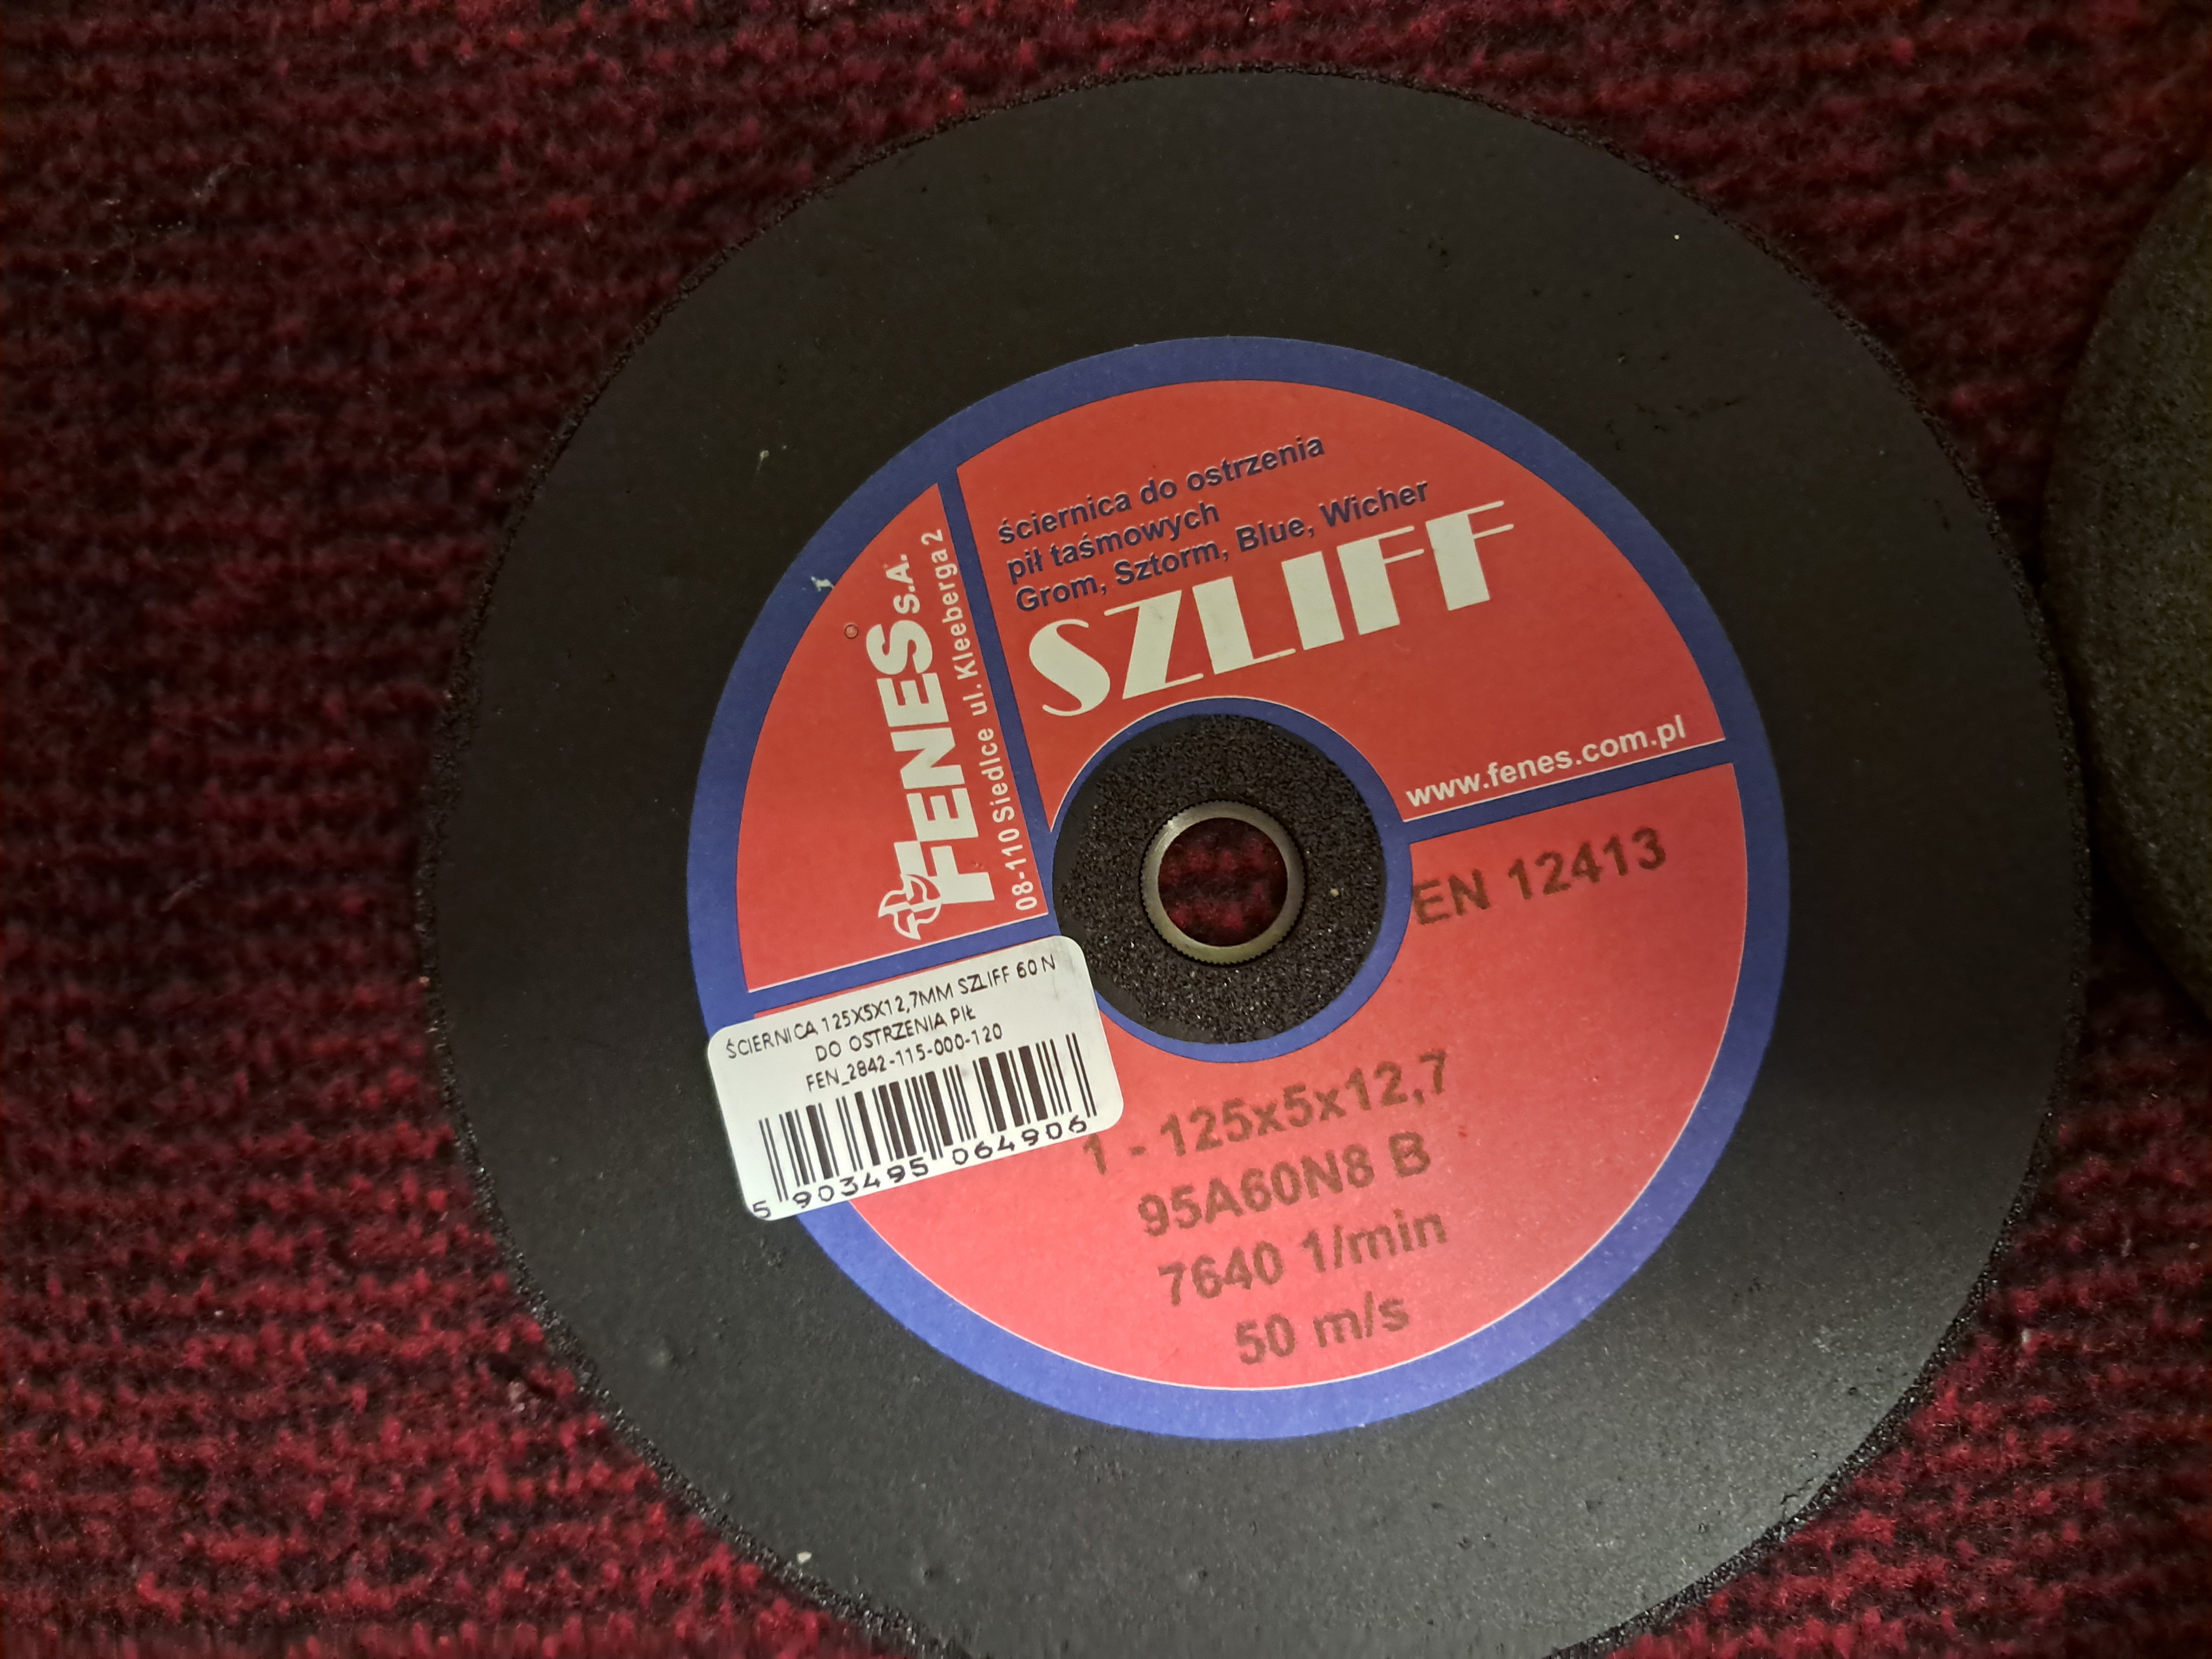 ściernica do ostrzenia
pił taśmowych
Grom, Sztorm, Blue, Wicher
SZLIFF
www.fenes.com.pl
FENES S.A.
08-110 Siedlce ul. Kleeberga 2
EN 12413
ŚCIERNICA 125X5X12,7MM SZLIFF 60 N
DO OSTRZENIA PIŁ
FEN_2842-115-000-120
5 903495 064906
1 - 125x5x12,7
95A60N8 B
7640 1/min
50 m/s